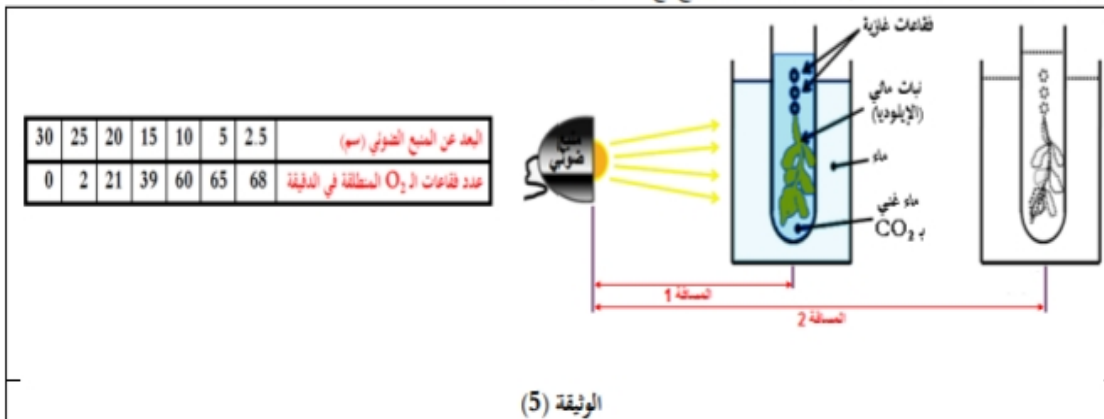 فقاعات غازية
نبات مائي
(الإيلوديا)
ماء
ماء غني
بـ CO₂
منبع
ضوئي
البعد عن المنبع الضوئي (سم) 2.5 5 10 15 20 25 30
عدد فقاعات الـ O₂ المنطلقة في الدقيقة 68 65 60 39 21 2 0
المسافة 1
المسافة 2
الوثيقة (5)